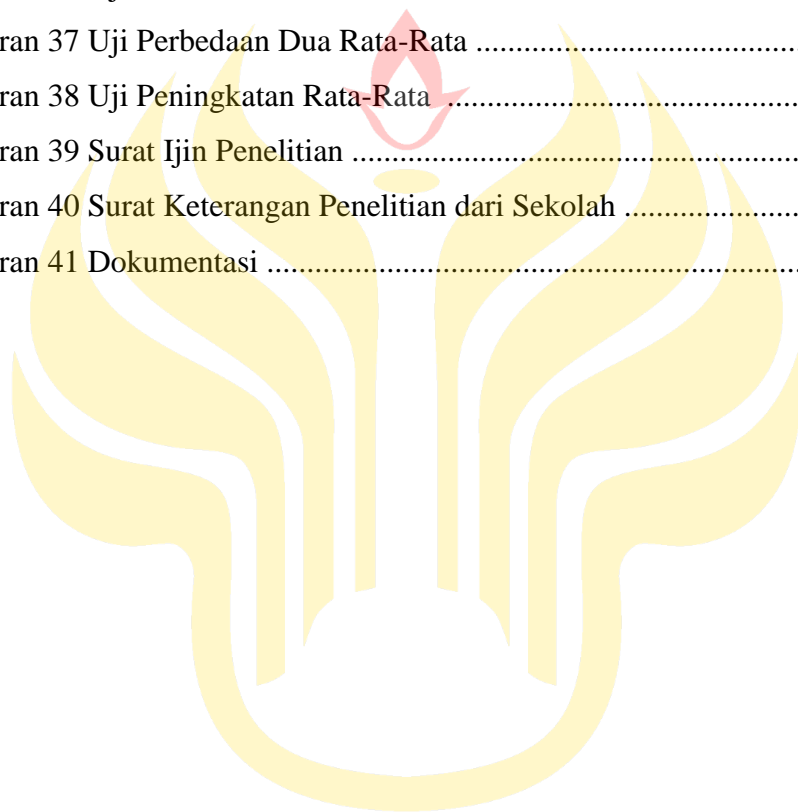 ran 37 Uji Perbedaan Dua Rata-Rata ........................................
ran 38 Uji Peningkatan Rata-Rata ............................................
ran 39 Surat Ijin Penelitian ........................................................
ran 40 Surat Keterangan Penelitian dari Sekolah ......................
ran 41 Dokumentasi ..................................................................